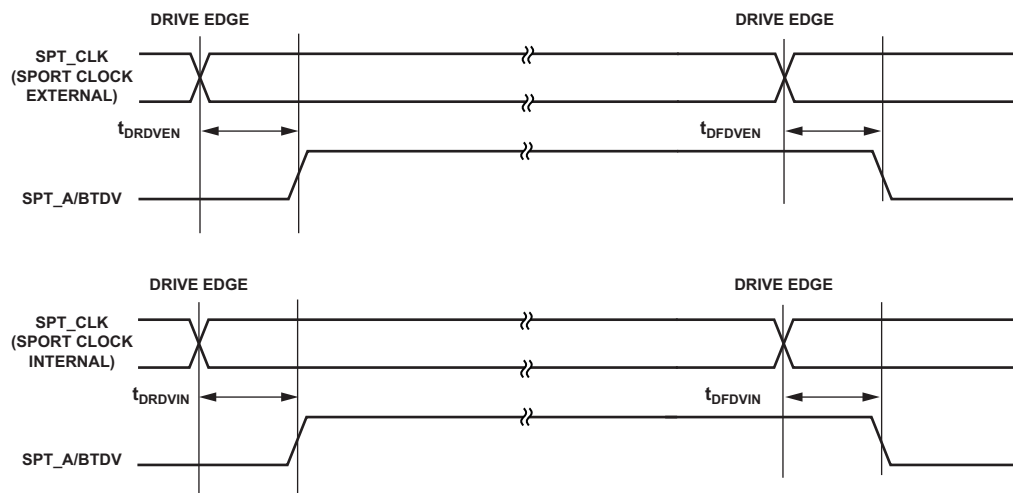 DRIVE EDGE DRIVE EDGE
SPT_CLK
(SPORT CLOCK
EXTERNAL)
tDRDVEN tDFDVEN
SPT_A/BTDV
DRIVE EDGE DRIVE EDGE
SPT_CLK
(SPORT CLOCK
INTERNAL)
tDRDVIN tDFDVIN
SPT_A/BTDV